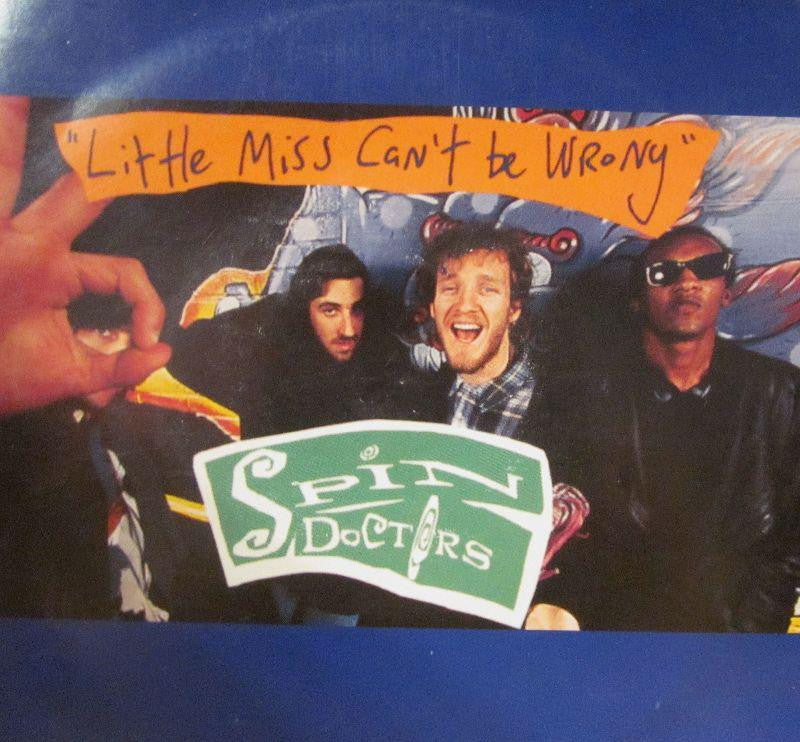 "Little Miss Can't be WRoNg"
SPiN
DOCTORS